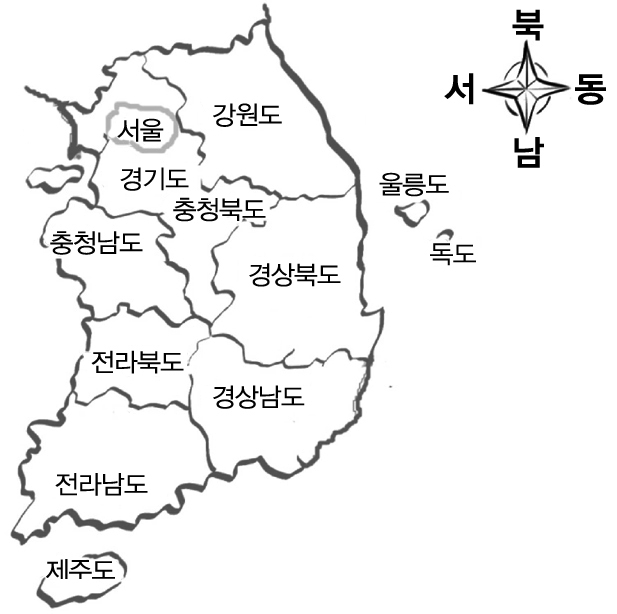 북
서
동
남
강원도
서울
경기도
울릉도
충청북도
충청남도
독도
경상북도
전라북도
경상남도
전라남도
제주도